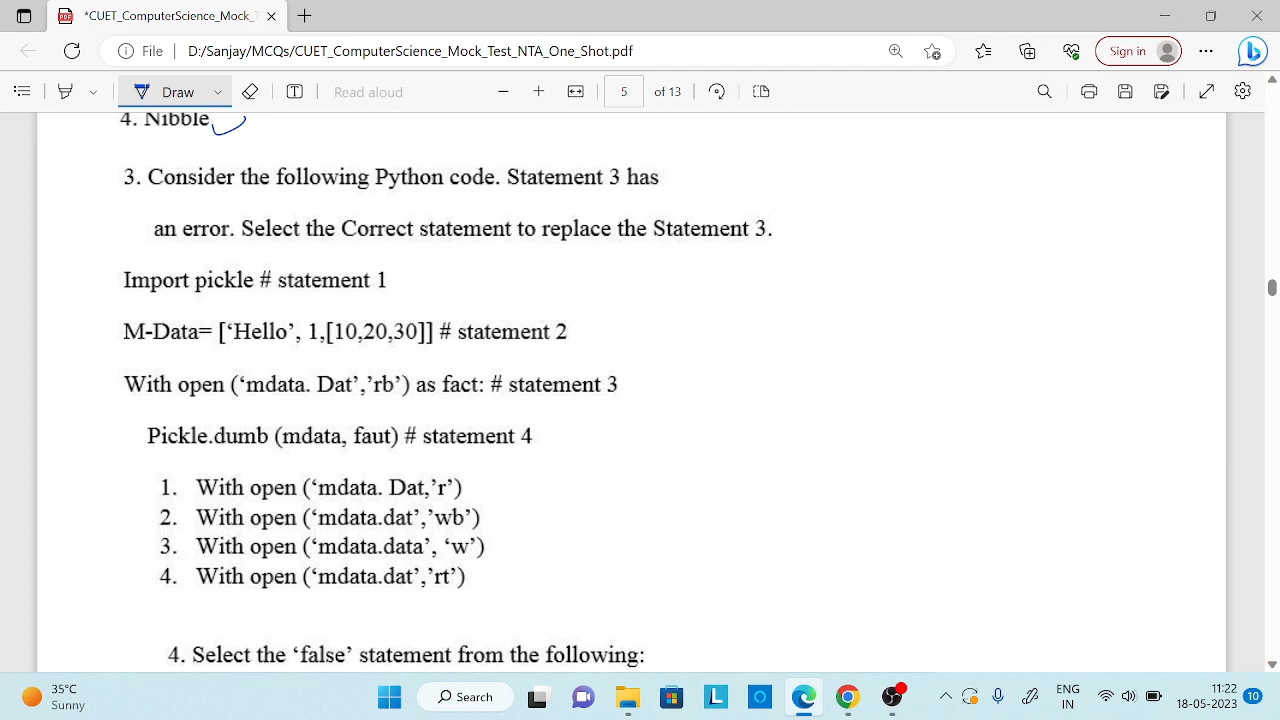 *CUET_ComputerScience_Mock_T
File D:/Sanjay/MCQs/CUET_ComputerScience_Mock_Test_NTA_One_Shot.pdf
Sign in
Draw
Read aloud
5 of 13
4. Nibble
3. Consider the following Python code. Statement 3 has
an error. Select the Correct statement to replace the Statement 3.
Import pickle # statement 1
M-Data= [‘Hello’, 1,[10,20,30]] # statement 2
With open (‘mdata. Dat’,’rb’) as fact: # statement 3
Pickle.dumb (mdata, faut) # statement 4
1. With open (‘mdata. Dat,’r’)
2. With open (‘mdata.dat’,’wb’)
3. With open (‘mdata.data’, ‘w’)
4. With open (‘mdata.dat’,’rt’)
4. Select the ‘false’ statement from the following:
35°C
Sunny
Search
ENG
IN
11:22
18-05-2023
10